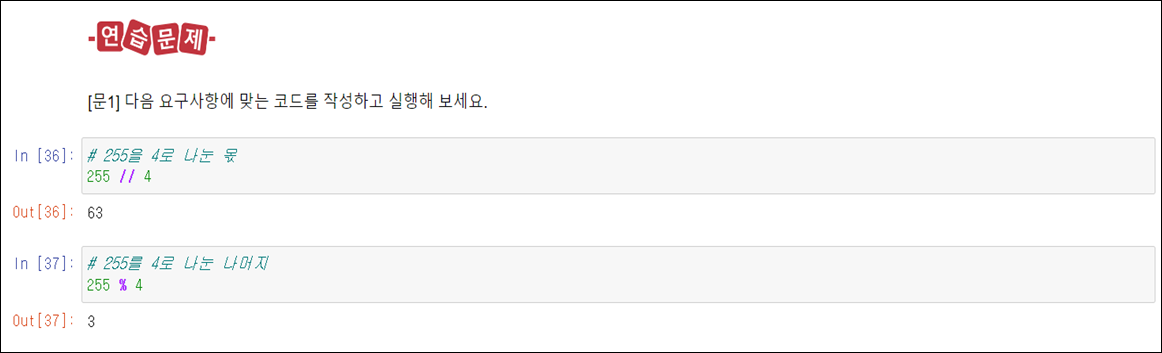 -연습문제-
[문1] 다음 요구사항에 맞는 코드를 작성하고 실행해 보세요.
In [36]: # 255을 4로 나눈 몫
255 // 4
Out[36]: 63
In [37]: # 255를 4로 나눈 나머지
255 % 4
Out[37]: 3